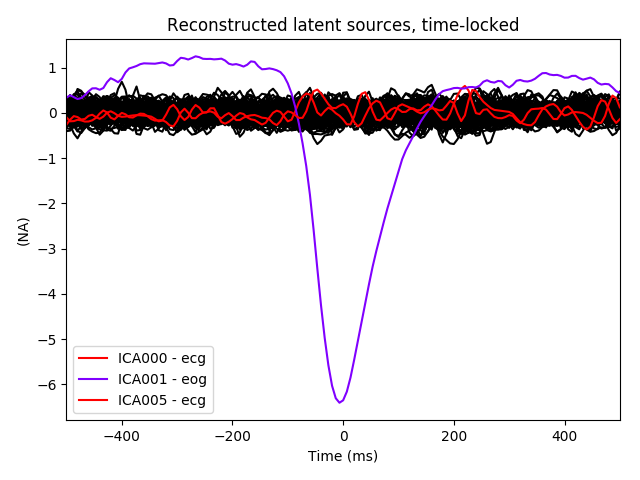 Reconstructed latent sources, time-locked
1
0
−1
−2
−3
−4
−5
−6
(NA)
ICA000 - ecg
ICA001 - eog
ICA005 - ecg
−400
−200
0
200
400
Time (ms)